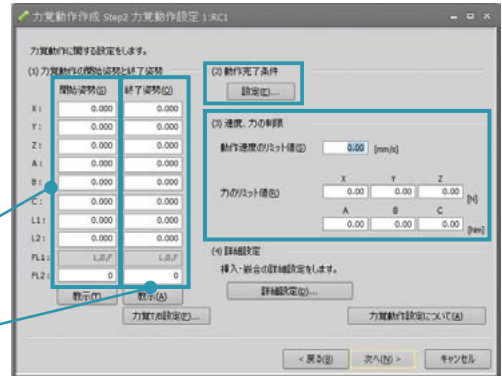 力覚動作作成 Step2 力覚動作設定 1:RC1
力覚動作に関する設定をします。
(1) 力覚動作の開始姿勢と終了姿勢
開始姿勢(S) 終了姿勢(Q)
X: 0.000 0.000
Y: 0.000 0.000
Z: 0.000 0.000
A: 0.000 0.000
B: 0.000 0.000
C: 0.000 0.000
L1: 0.000 0.000
L2: 0.000 0.000
FL1: L,B,F L,B,F
FL2: 0 0
教示(T) 教示(A)
力覚T/B設定(F)...
(2) 動作完了条件
設定(E)...
(3) 速度、力の制限
動作速度のリミット値(S) 0.00 [mm/s]
X Y Z
力のリミット値(R) 0.00 0.00 0.00 [N]
A B C
0.00 0.00 0.00 [Nm]
(4) 詳細設定
挿入・嵌合の詳細設定をします。
詳細設定(D)...
力覚動作設定について(A)
< 戻る(B) 次へ(N) > キャンセル